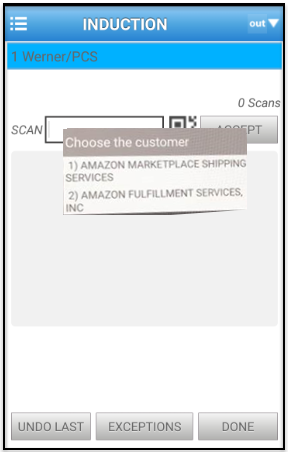 INDUCTION
out
1 Werner/PCS
0 Scans
SCAN
ACCEPT
Choose the customer
1) AMAZON MARKETPLACE SHIPPING
SERVICES
2) AMAZON FULFILLMENT SERVICES,
INC
UNDO LAST
EXCEPTIONS
DONE